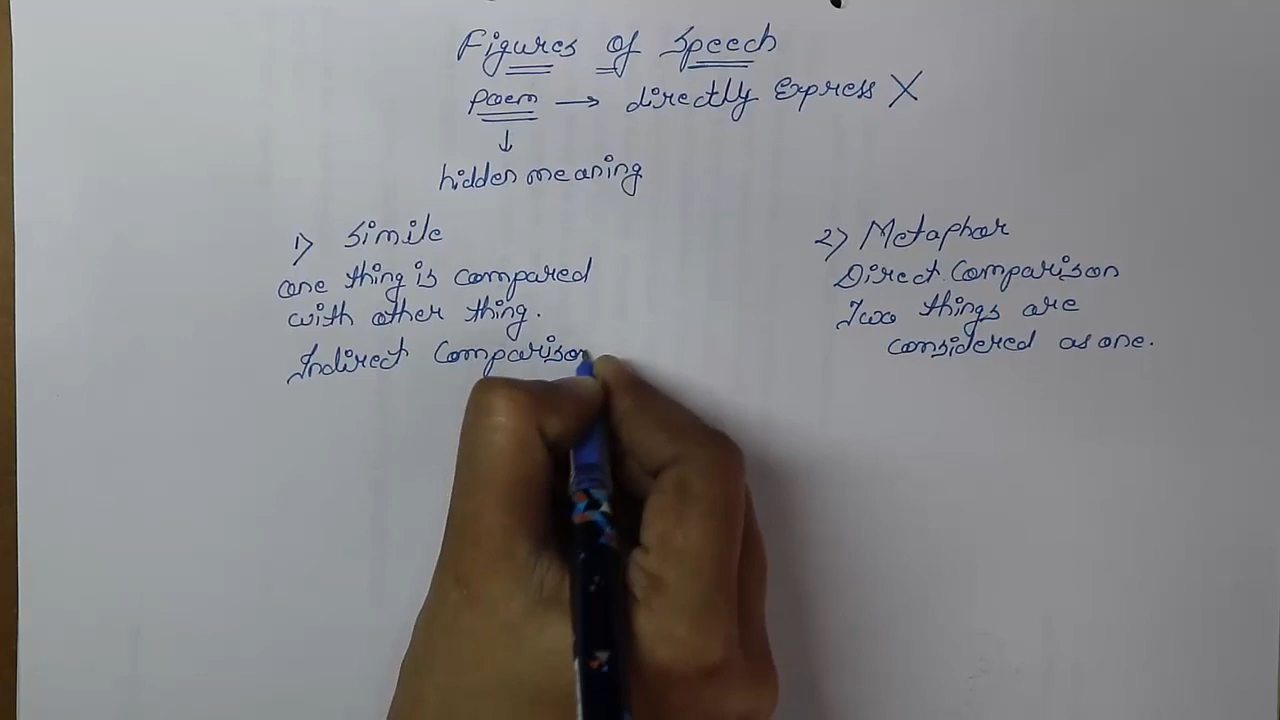 Figures of Speech
Poem → directly Express X
↓
hidden meaning
1) Simile
one thing is compared
with other thing.
Indirect Comparison
2) Metaphor
Direct Comparison
Two things are
considered as one.